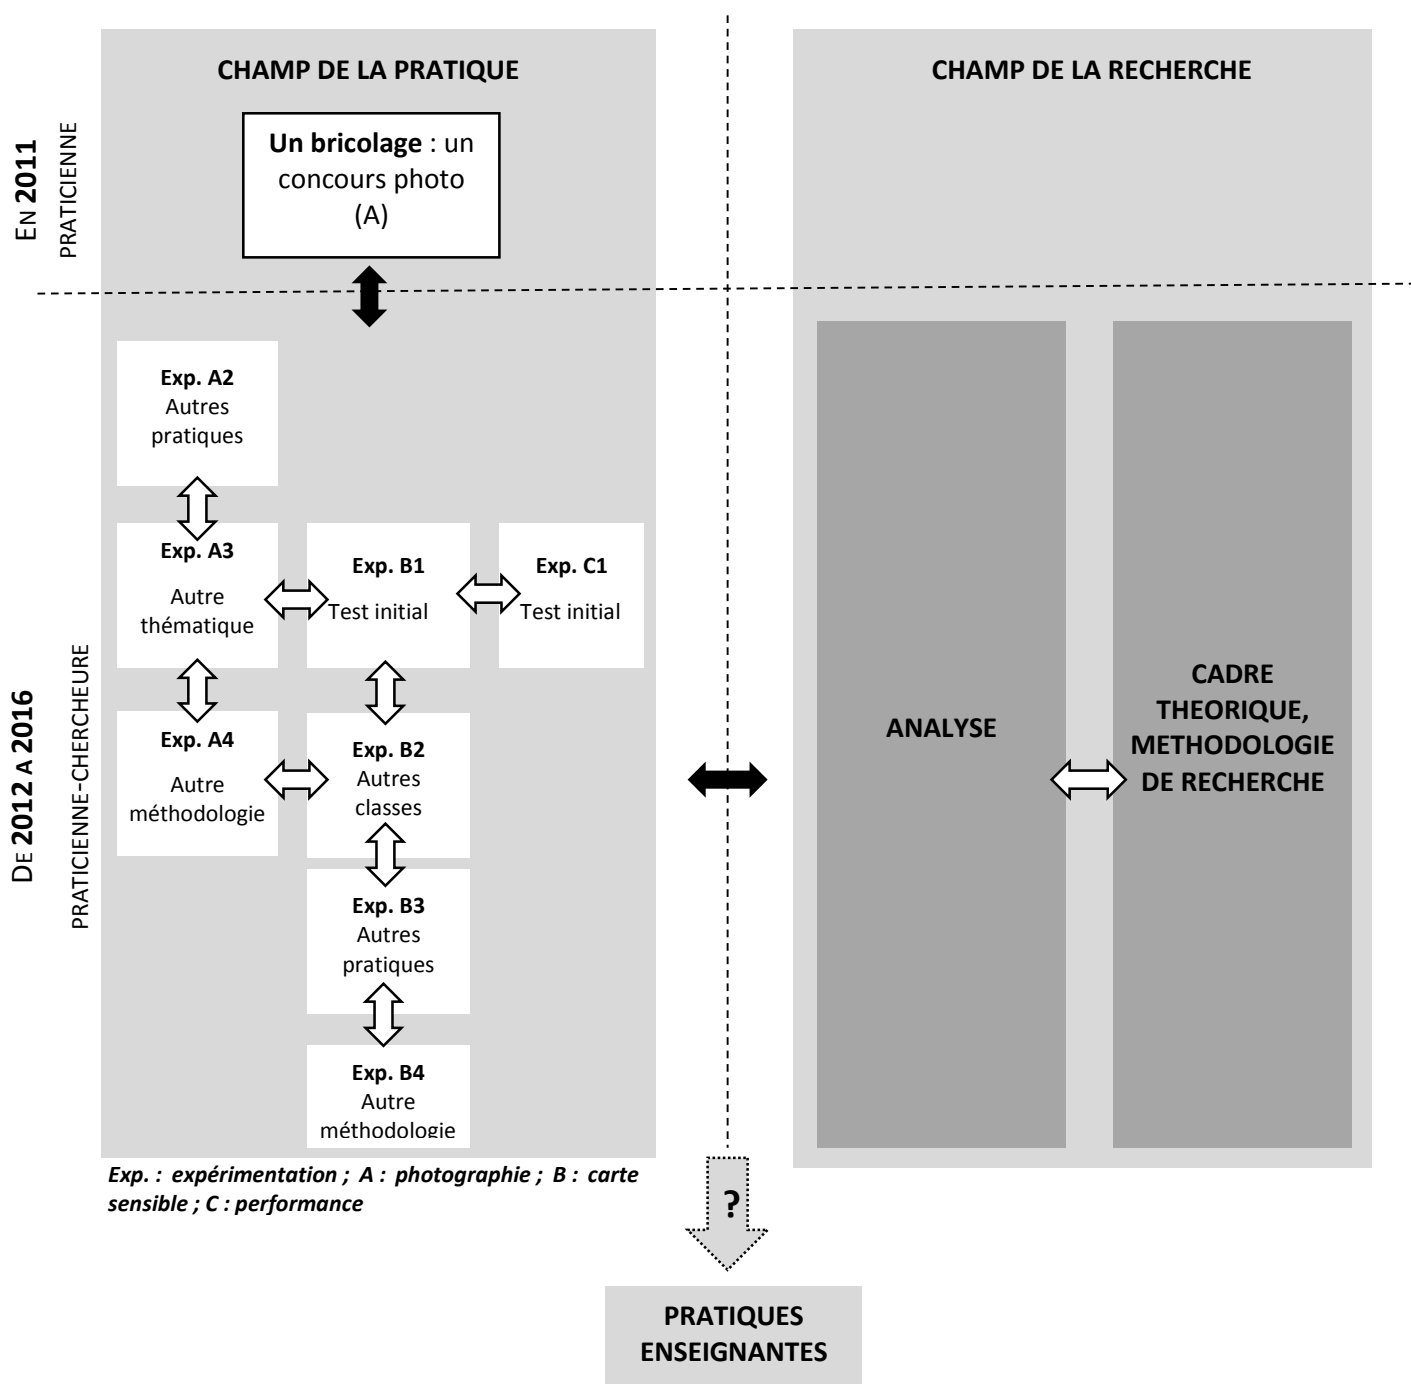 CHAMP DE LA PRATIQUE
CHAMP DE LA RECHERCHE
EN 2011
PRATICIENNE
Un bricolage : un
concours photo
(A)
DE 2012 A 2016
PRATICIENNE-CHERCHEURE
Exp. A2
Autres
pratiques
Exp. A3
Autre
thématique
Exp. B1
Test initial
Exp. C1
Test initial
Exp. A4
Autre
méthodologie
Exp. B2
Autres
classes
Exp. B3
Autres
pratiques
Exp. B4
Autre
méthodologie
ANALYSE
CADRE
THEORIQUE,
METHODOLOGIE
DE RECHERCHE
Exp. : expérimentation ; A : photographie ; B : carte
sensible ; C : performance
?
PRATIQUES
ENSEIGNANTES